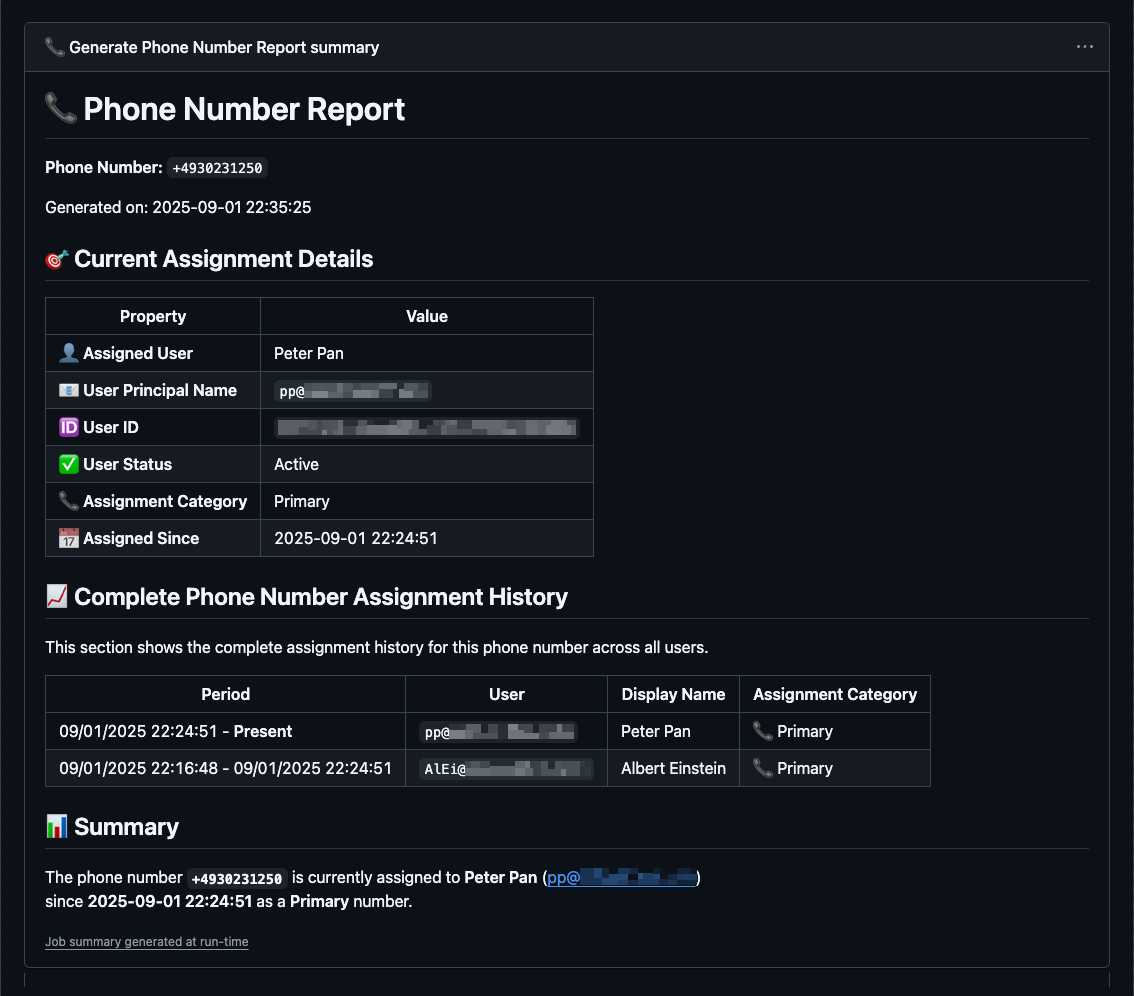 Generate Phone Number Report summary
Phone Number Report
Phone Number: +4930231250
Generated on: 2025-09-01 22:35:25
Current Assignment Details
Property Value
Assigned User Peter Pan
User Principal Name pp@
User ID
User Status Active
Assignment Category Primary
Assigned Since 2025-09-01 22:24:51
Complete Phone Number Assignment History
This section shows the complete assignment history for this phone number across all users.
Period User Display Name Assignment Category
09/01/2025 22:24:51 - Present pp@ Peter Pan Primary
09/01/2025 22:16:48 - 09/01/2025 22:24:51 AlEi@ Albert Einstein Primary
Summary
The phone number +4930231250 is currently assigned to Peter Pan (pp@)
since 2025-09-01 22:24:51 as a Primary number.
Job summary generated at run-time